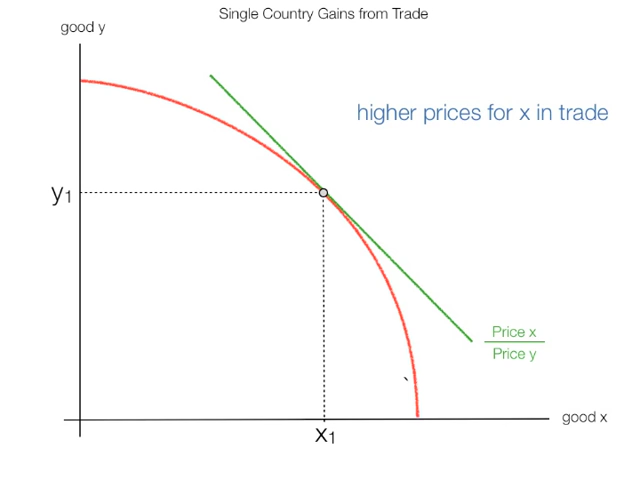 Single Country Gains from Trade
good y
higher prices for x in trade
y1
Price x
Price y
good x
x1